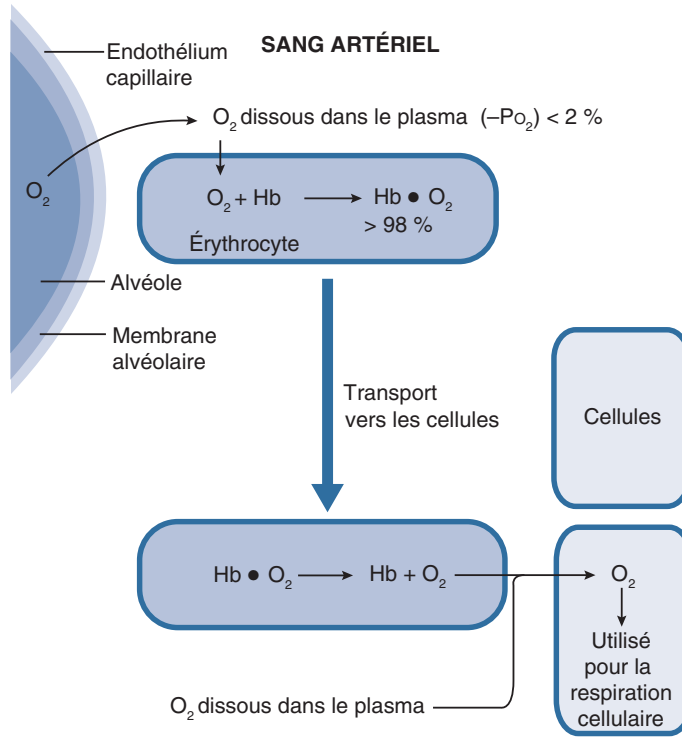 SANG ARTÉRIEL
Endothélium
capillaire
O₂ dissous dans le plasma (–PO₂) < 2 %
O₂
O₂ + Hb
Hb • O₂
> 98 %
Érythrocyte
Alvéole
Membrane
alvéolaire
Transport
vers les cellules
Cellules
Hb • O₂
Hb + O₂
O₂
Utilisé
pour la
respiration
cellulaire
O₂ dissous dans le plasma